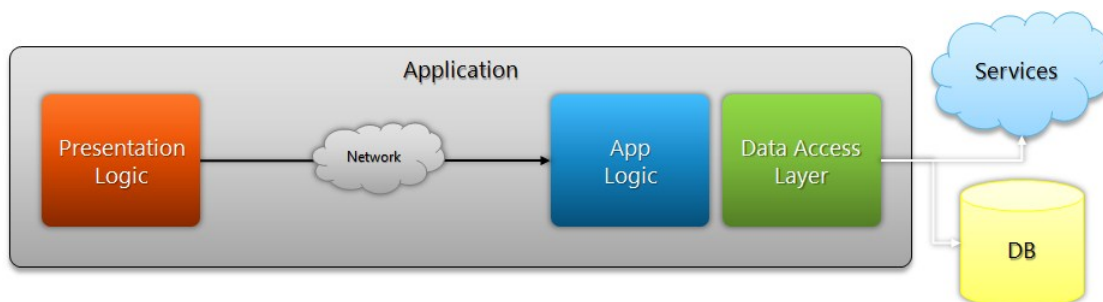 Application
Services
Presentation
Logic
Network
App
Logic
Data Access
Layer
DB